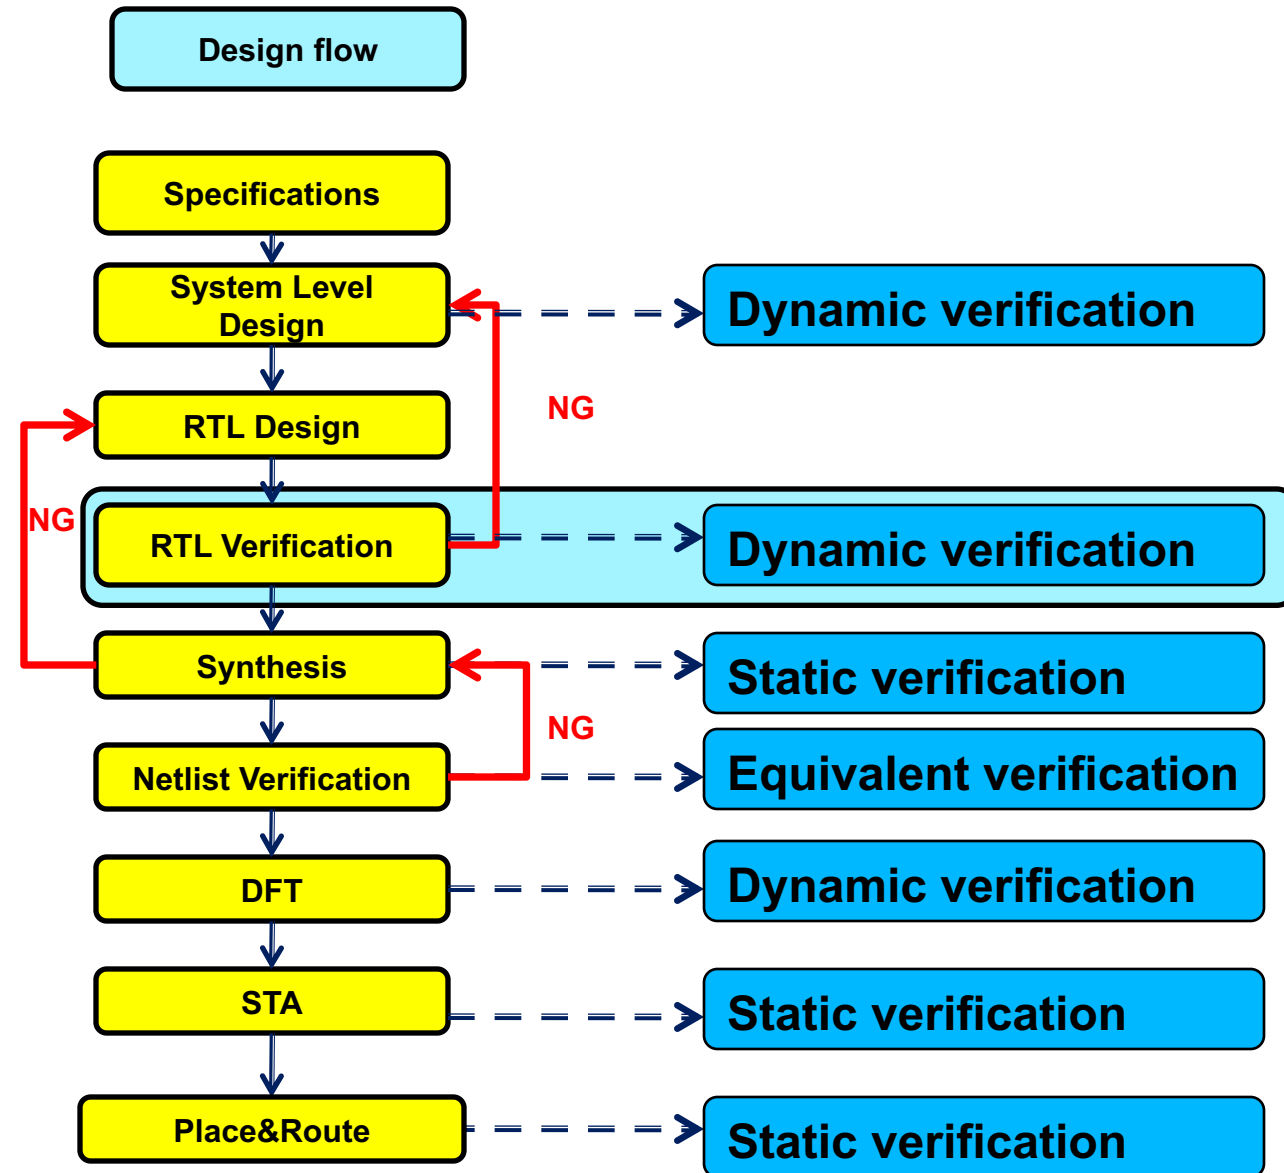 Design flow
Specifications
System Level
Design
Dynamic verification
NG
RTL Design
NG
RTL Verification
Dynamic verification
Synthesis
Static verification
NG
Netlist Verification
Equivalent verification
DFT
Dynamic verification
STA
Static verification
Place&Route
Static verification